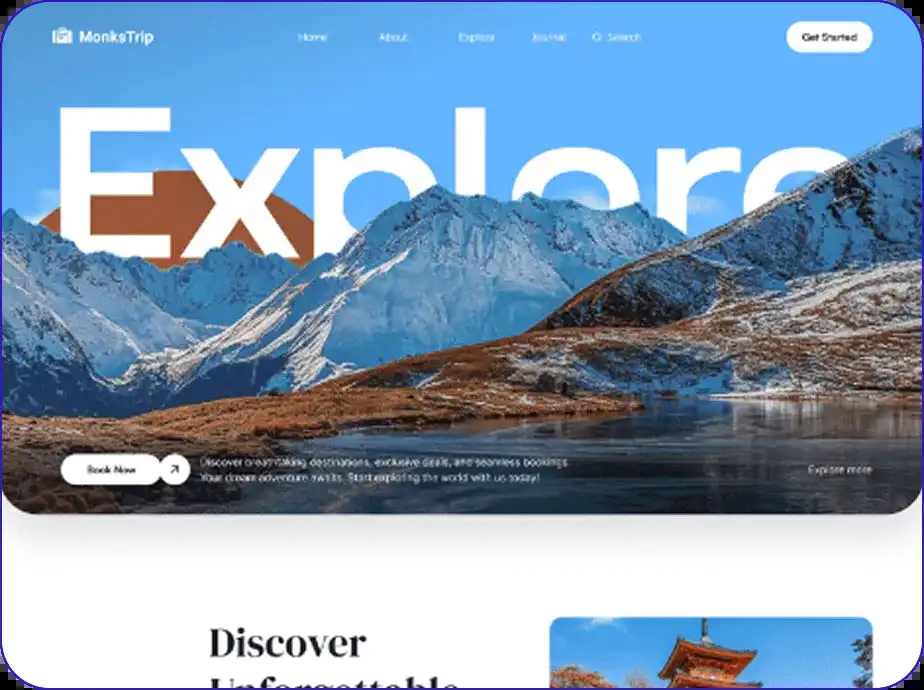 MonksTrip
Home
About
Explore
Journal
Search
Get Started
Explore
Book Now
Discover breathtaking destinations, exclusive deals, and seamless bookings.
Your dream adventure awaits. Start exploring the world with us today!
Explore more
Discover
Unforgettable